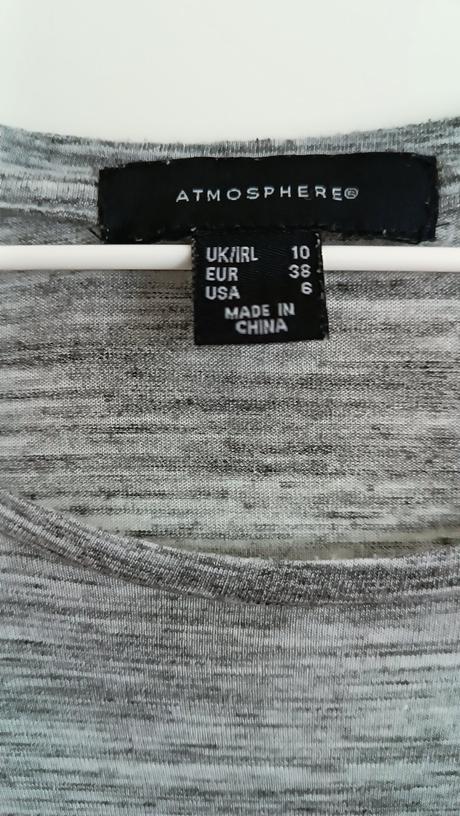 ATMOSPHERE®
UK/IRL 10
EUR 38
USA 6
MADE IN
CHINA